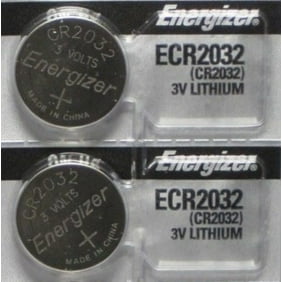 Energizer
CR2032
3 VOLTS
Energizer
+
MADE IN CHINA
ECR2032
(CR2032)
3V LITHIUM
Energizer
CR2032
3 VOLTS
Energizer
+
MADE IN CHINA
ECR2032
(CR2032)
3V LITHIUM